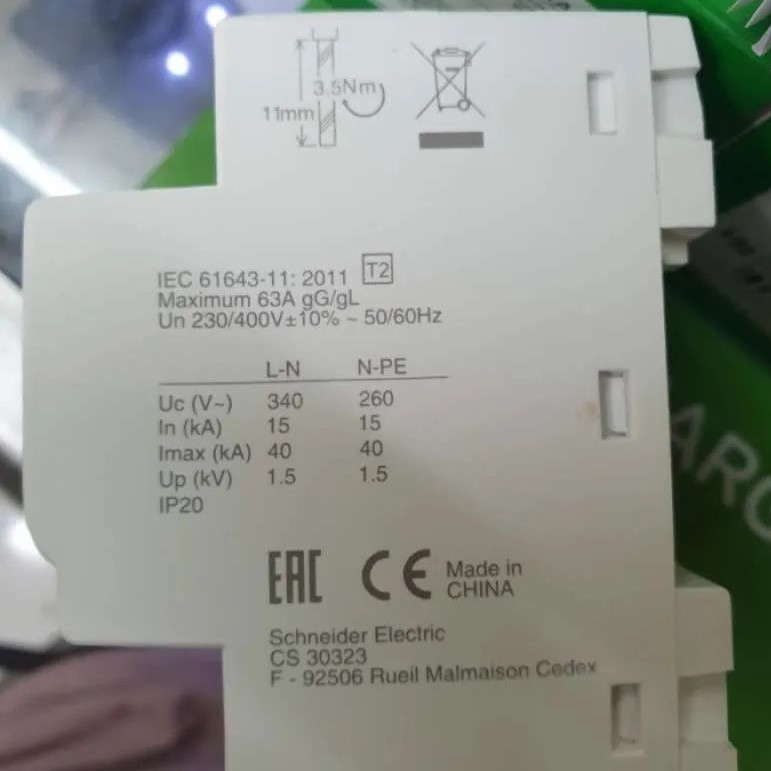 3.5Nm
11mm
IEC 61643-11: 2011 T2
Maximum 63A gG/gL
Un 230/400V±10% ~ 50/60Hz
L-N N-PE
Uc (V~) 340 260
In (kA) 15 15
Imax (kA) 40 40
Up (kV) 1.5 1.5
IP20
EAC CE Made in
CHINA
Schneider Electric
CS 30323
F - 92506 Rueil Malmaison Cedex
ARC